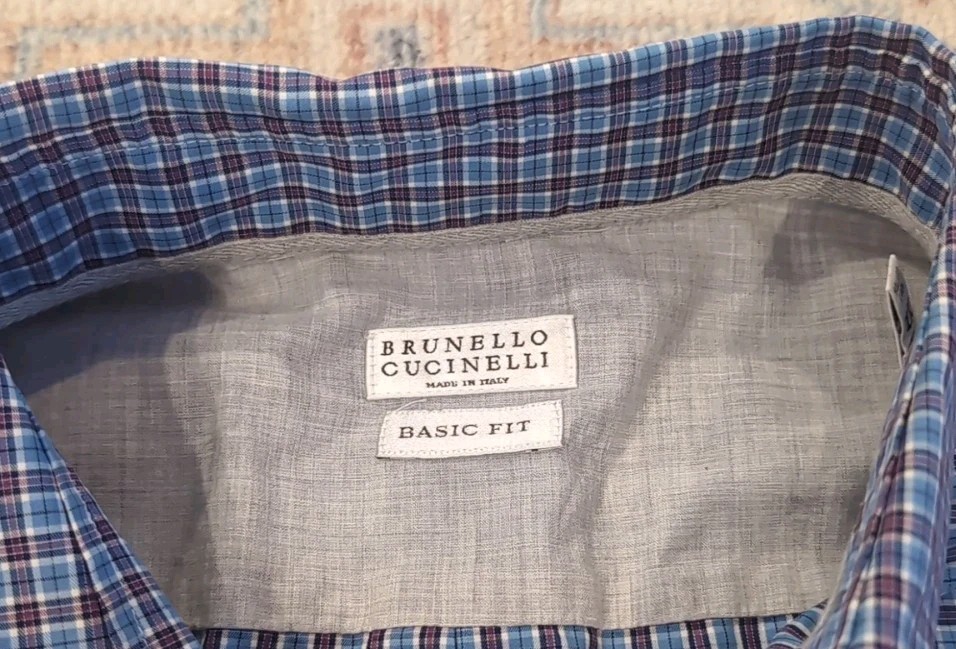 BRUNELLO
CUCINELLI
MADE IN ITALY
BASIC FIT